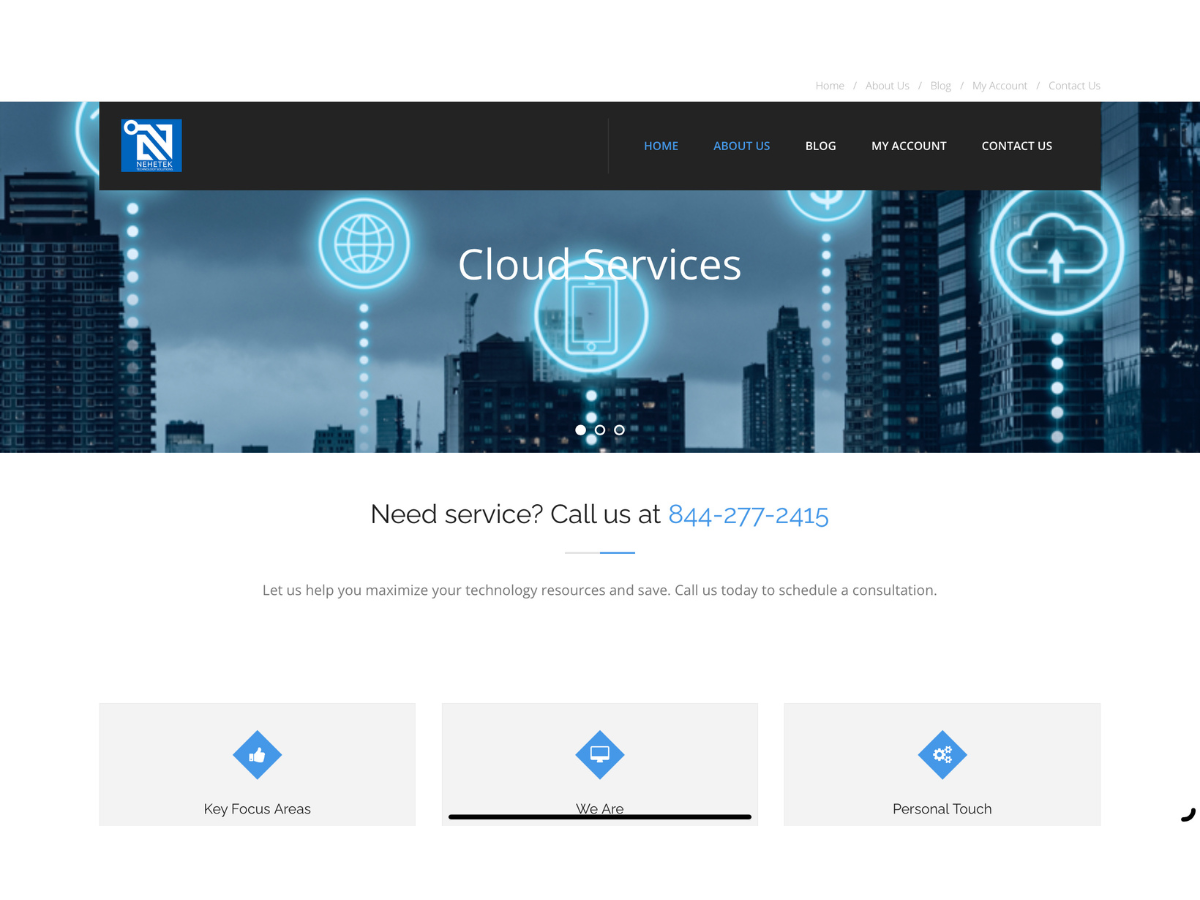 Home / About Us / Blog / My Account / Contact Us
NEHETEK
TECHNOLOGY SOLUTIONS
HOME ABOUT US BLOG MY ACCOUNT CONTACT US
Cloud Services
Need service? Call us at 844-277-2415
Let us help you maximize your technology resources and save. Call us today to schedule a consultation.
Key Focus Areas
We Are
Personal Touch